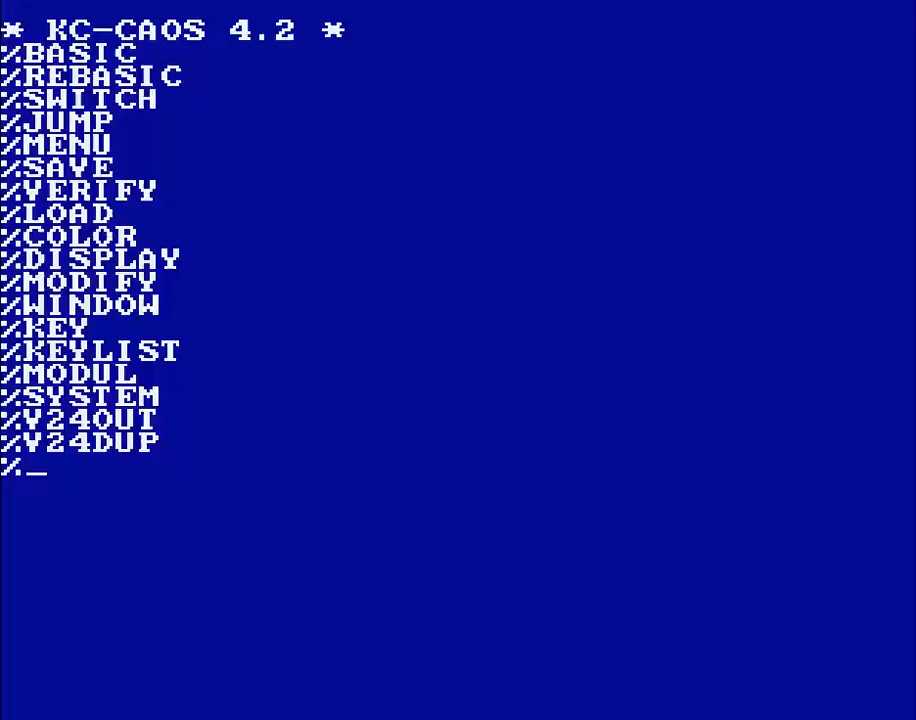 * KC-CAOS 4.2 *
%BASIC
%REBASIC
%SWITCH
%JUMP
%MENU
%SAVE
%VERIFY
%LOAD
%COLOR
%DISPLAY
%MODIFY
%WINDOW
%KEY
%KEYLIST
%MODUL
%SYSTEM
%V24OUT
%V24DUP
%_